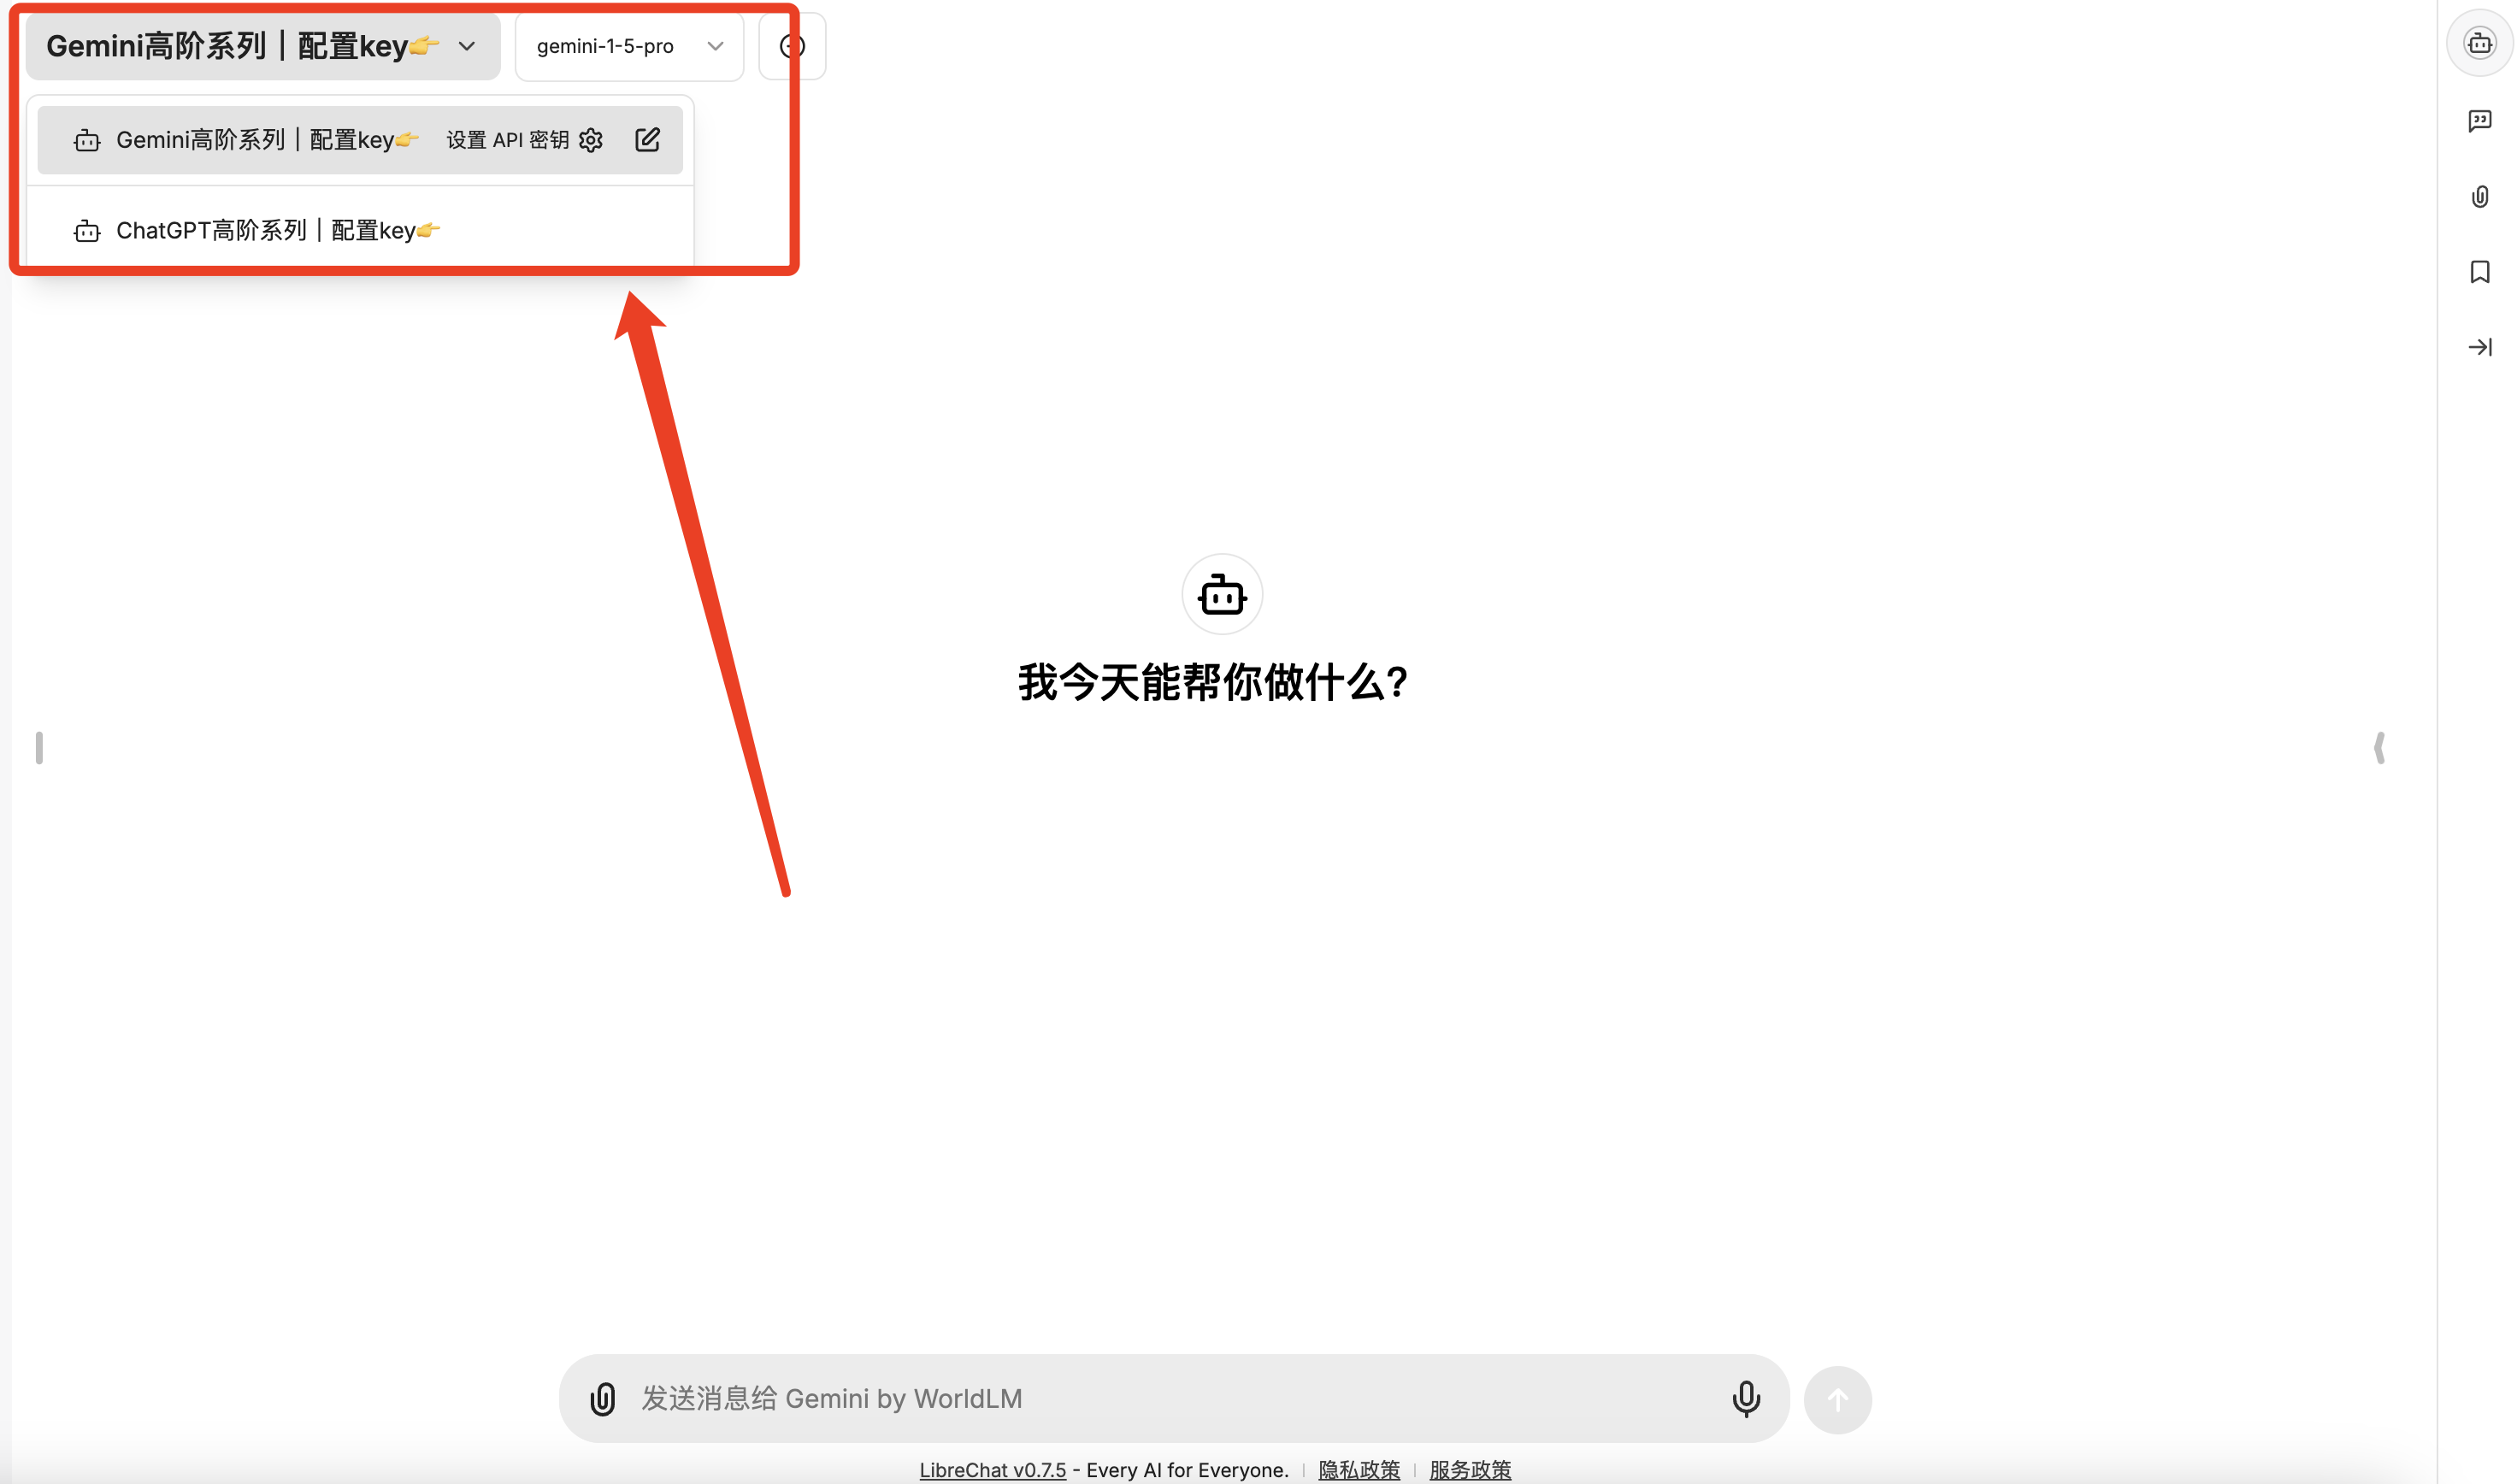 Gemini高阶系列｜配置key👉
gemini-1-5-pro
Gemini高阶系列｜配置key👉 设置 API 密钥
ChatGPT高阶系列｜配置key👉
我今天能帮你做什么?
发送消息给 Gemini by WorldLM
LibreChat v0.7.5 - Every AI for Everyone. 隐私政策 服务政策